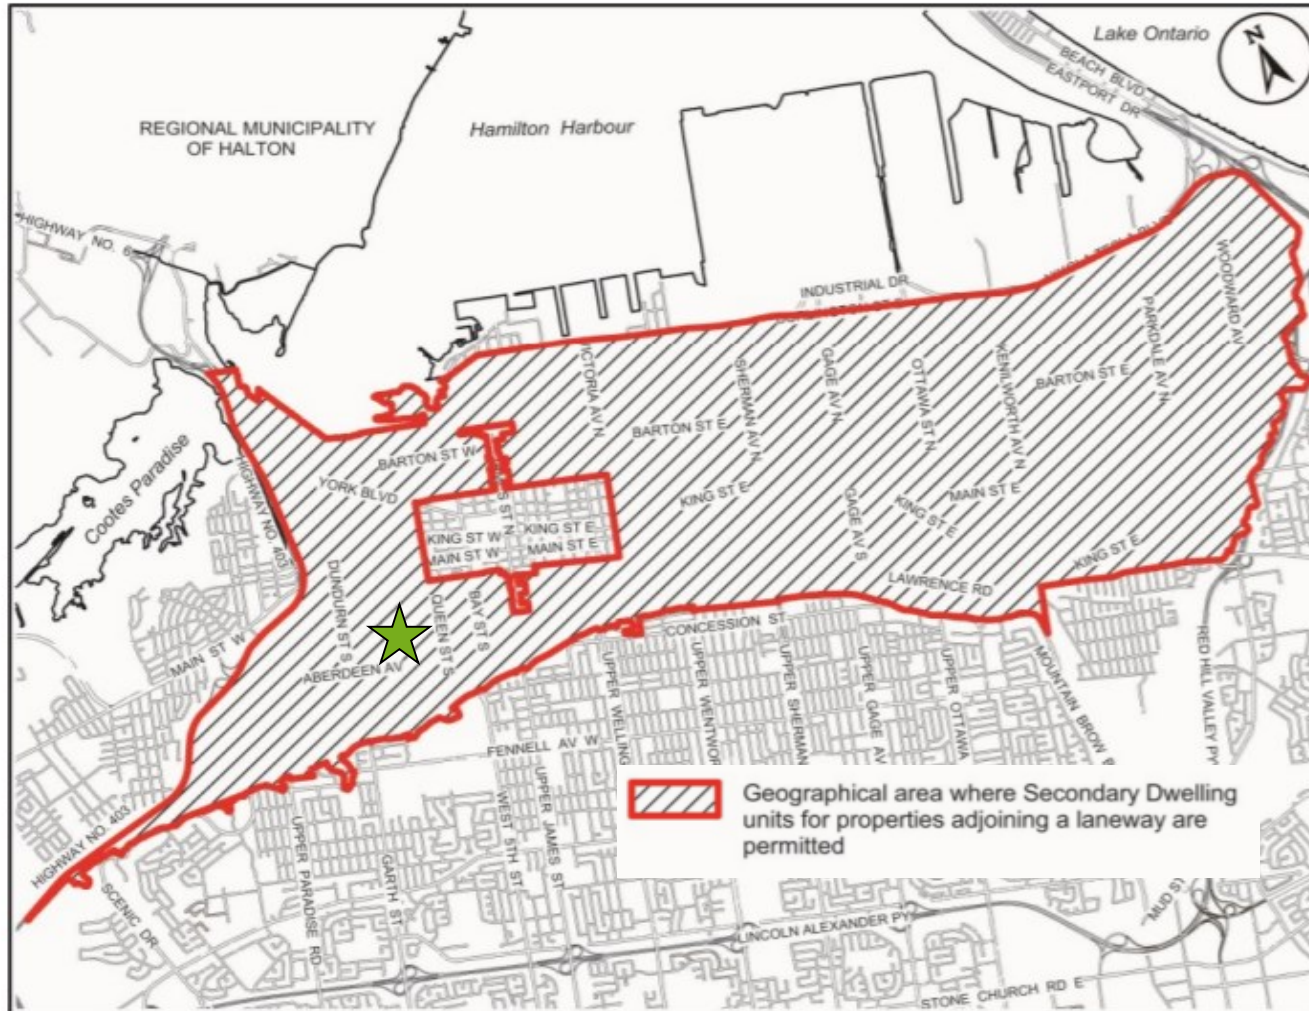 Lake Ontario
N
BEACH BLVD
EASTPORT DR
REGIONAL MUNICIPALITY
OF HALTON
Hamilton Harbour
HIGHWAY NO. 6
INDUSTRIAL DR
WOODWARD AV
PARKDALE AV N
KENILWORTH AV N
OTTAWA ST N
GAGE AV N
SHERMAN AV N
BARTON ST E
BARTON ST E
BARTON ST W
YORK BLVD
Cootes Paradise
HIGHWAY NO. 403
KING ST E
MAIN ST E
KING ST E
GAGE AV S
KING ST W
KING ST E
MAIN ST W
MAIN ST E
KING ST E
LAWRENCE RD
DUNDURN ST S
QUEEN ST S
BAY ST S
ABERDEEN AV
MAIN ST W
CONCESSION ST
UPPER WELLING
UPPER WENTWOR
UPPER SHERMAN
UPPER GAGE AV
UPPER OTTAWA
MOUNTAIN BROW
RED HILL VALLEY PY
FENNELL AV W
WEST 5TH ST
UPPER JAMES ST
Geographical area where Secondary Dwelling
units for properties adjoining a laneway are
permitted
HIGHWAY NO. 403
SCENIC DR
UPPER PARADISE RD
GARTH ST
LINCOLN ALEXANDER PY
MUD ST
STONE CHURCH RD E